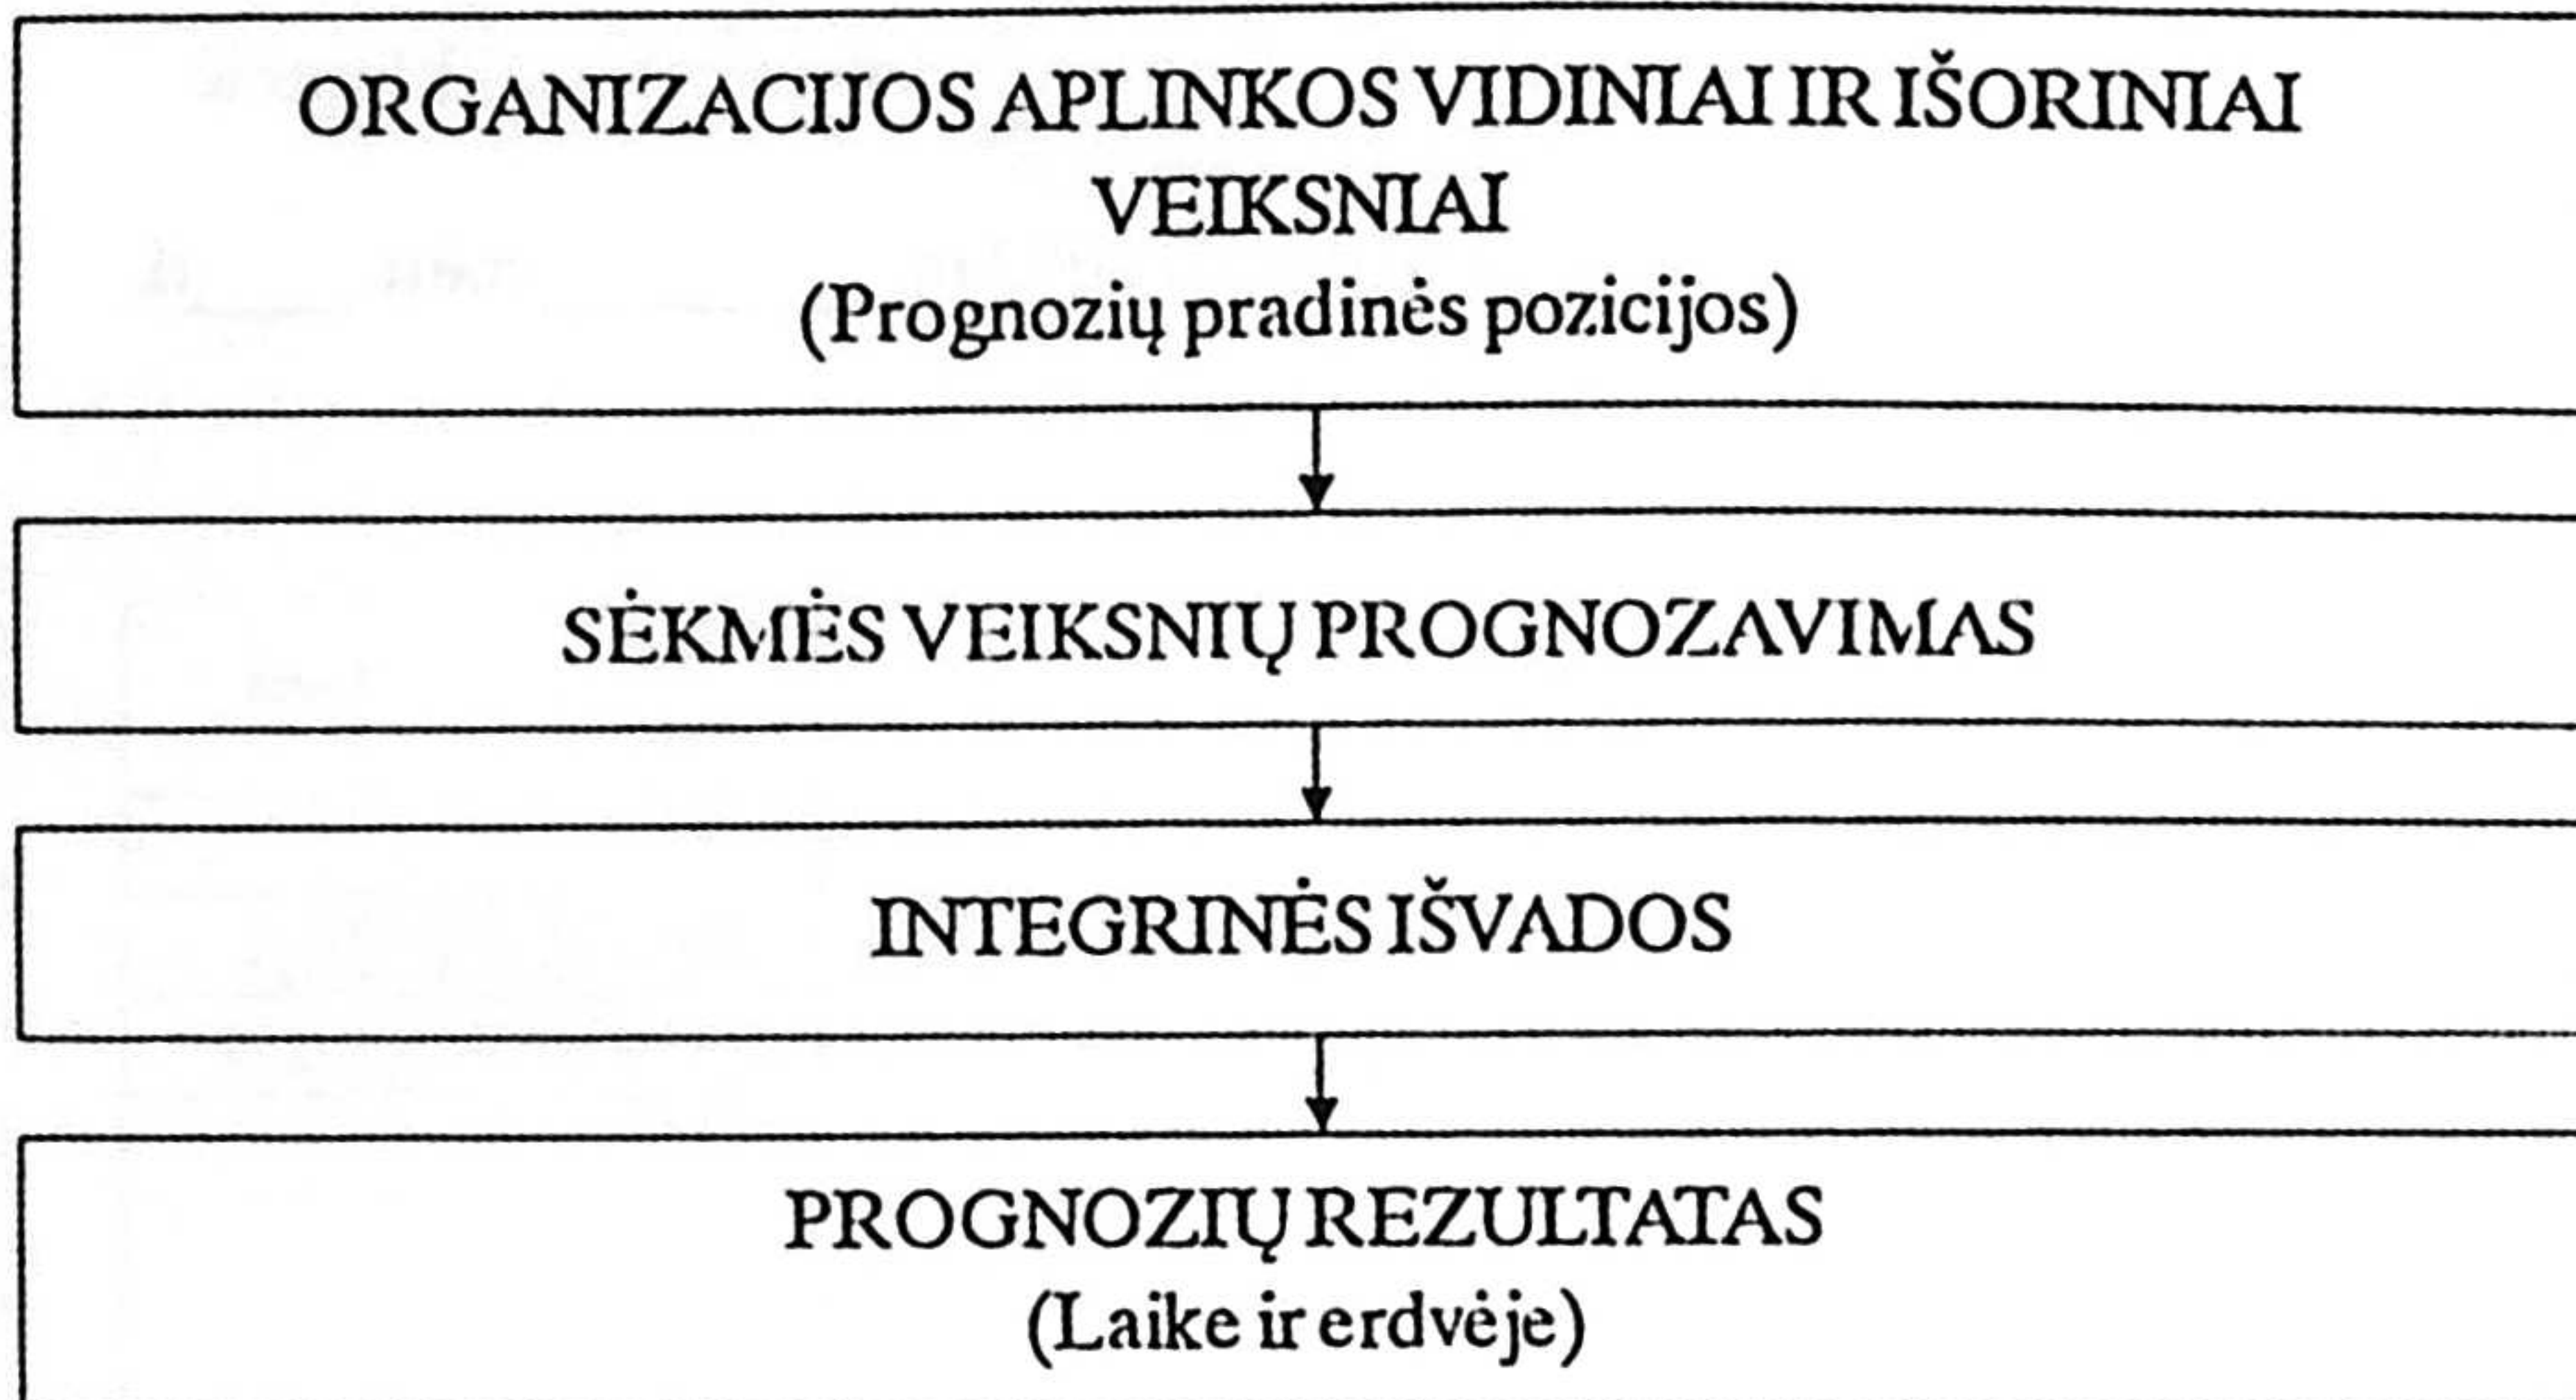 ORGANIZACIJOS APLINKOS VIDINIAI IR IŠORINIAI
VEIKSNIAI
(Prognozių pradinės pozicijos)
SĖKMĖS VEIKSNIŲ PROGNOZAVIMAS
INTEGRINĖS IŠVADOS
PROGNOZIŲ REZULTATAS
(Laike ir erdvėje)